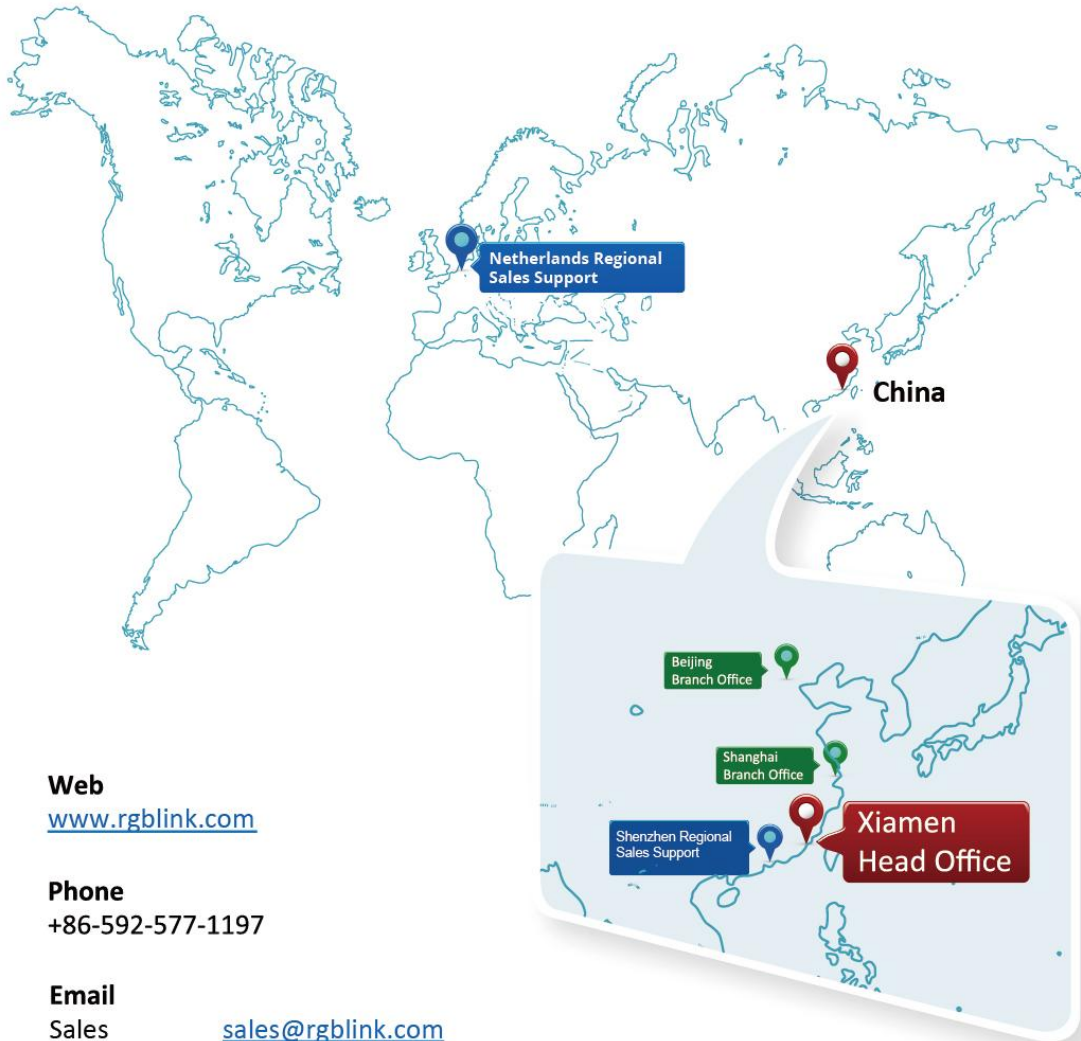 Netherlands Regional
Sales Support
China
Beijing
Branch Office
Shanghai
Branch Office
Shenzhen Regional
Sales Support
Xiamen
Head Office
Web
www.rgblink.com
Phone
+86-592-577-1197
Email
Sales sales@rgblink.com